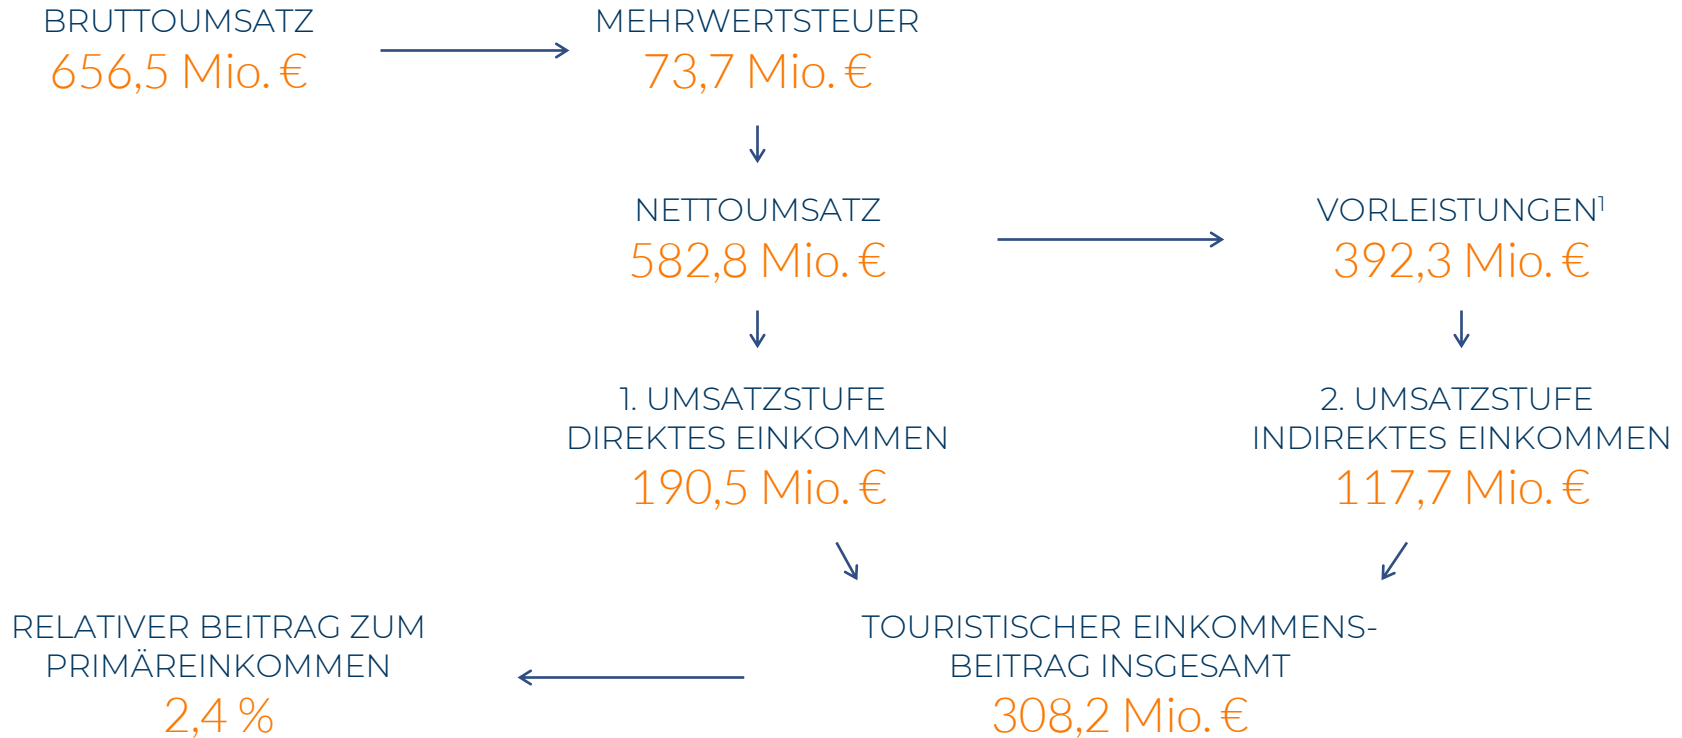 BRUTTOUMSATZ
656,5 Mio. €
MEHRWERTSTEUER
73,7 Mio. €
NETTOUMSATZ
582,8 Mio. €
VORLEISTUNGEN¹
392,3 Mio. €
1. UMSATZSTUFE
DIREKTES EINKOMMEN
190,5 Mio. €
2. UMSATZSTUFE
INDIREKTES EINKOMMEN
117,7 Mio. €
RELATIVER BEITRAG ZUM
PRIMÄREINKOMMEN
2,4 %
TOURISTISCHER EINKOMMENS-
BEITRAG INSGESAMT
308,2 Mio. €